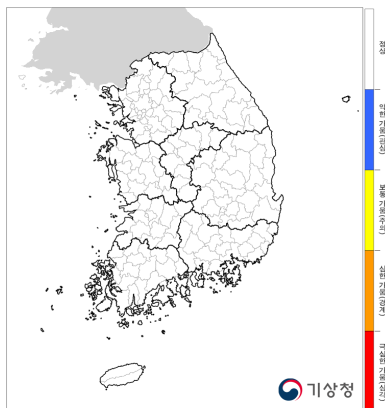 정상
약한 가뭄(관심)
보통 가뭄(주의)
심한 가뭄(경계)
극심한 가뭄(심각)
기상청